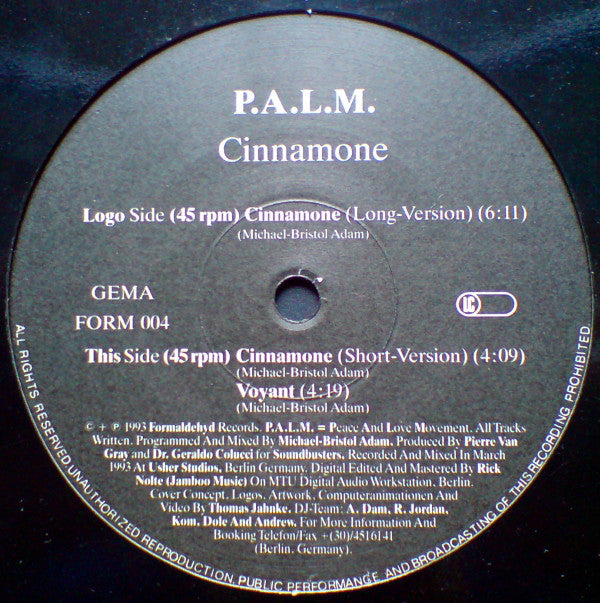 P.A.L.M.
Cinnamone
Logo Side (45 rpm) Cinnamone (Long-Version) (6:11)
(Michael-Bristol Adam)
GEMA
LC
FORM 004
This Side (45 rpm) Cinnamone (Short-Version) (4:09)
(Michael-Bristol Adam)
Voyant (4:19)
(Michael-Bristol Adam)
© + ℗ 1993 Formaldehyd Records. P.A.L.M. = Peace And Love Movement. All Tracks
Written, Programmed And Mixed By Michael-Bristol Adam. Produced By Pierre Van
Gray and Dr. Geraldo Colucci for Soundbusters. Recorded And Mixed In March
1993 At Usher Studios, Berlin Germany. Digital Edited And Mastered By Rick
Nolte (Jamboo Music) On MTU Digital Audio Workstation, Berlin.
Cover Concept, Logos, Artwork, Computeranimationen And
Video By Thomas Jahnke. DJ-Team: A. Dam, R. Jordan,
Kom, Dole And Andrew. For More Information And
Booking Telefon/Fax +(30)/4516141
(Berlin. Germany).
ALL RIGHTS RESERVED. UNAUTHORIZED REPRODUCTION, PUBLIC PERFORMANCE AND BROADCASTING OF THIS RECORDING PROHIBITED